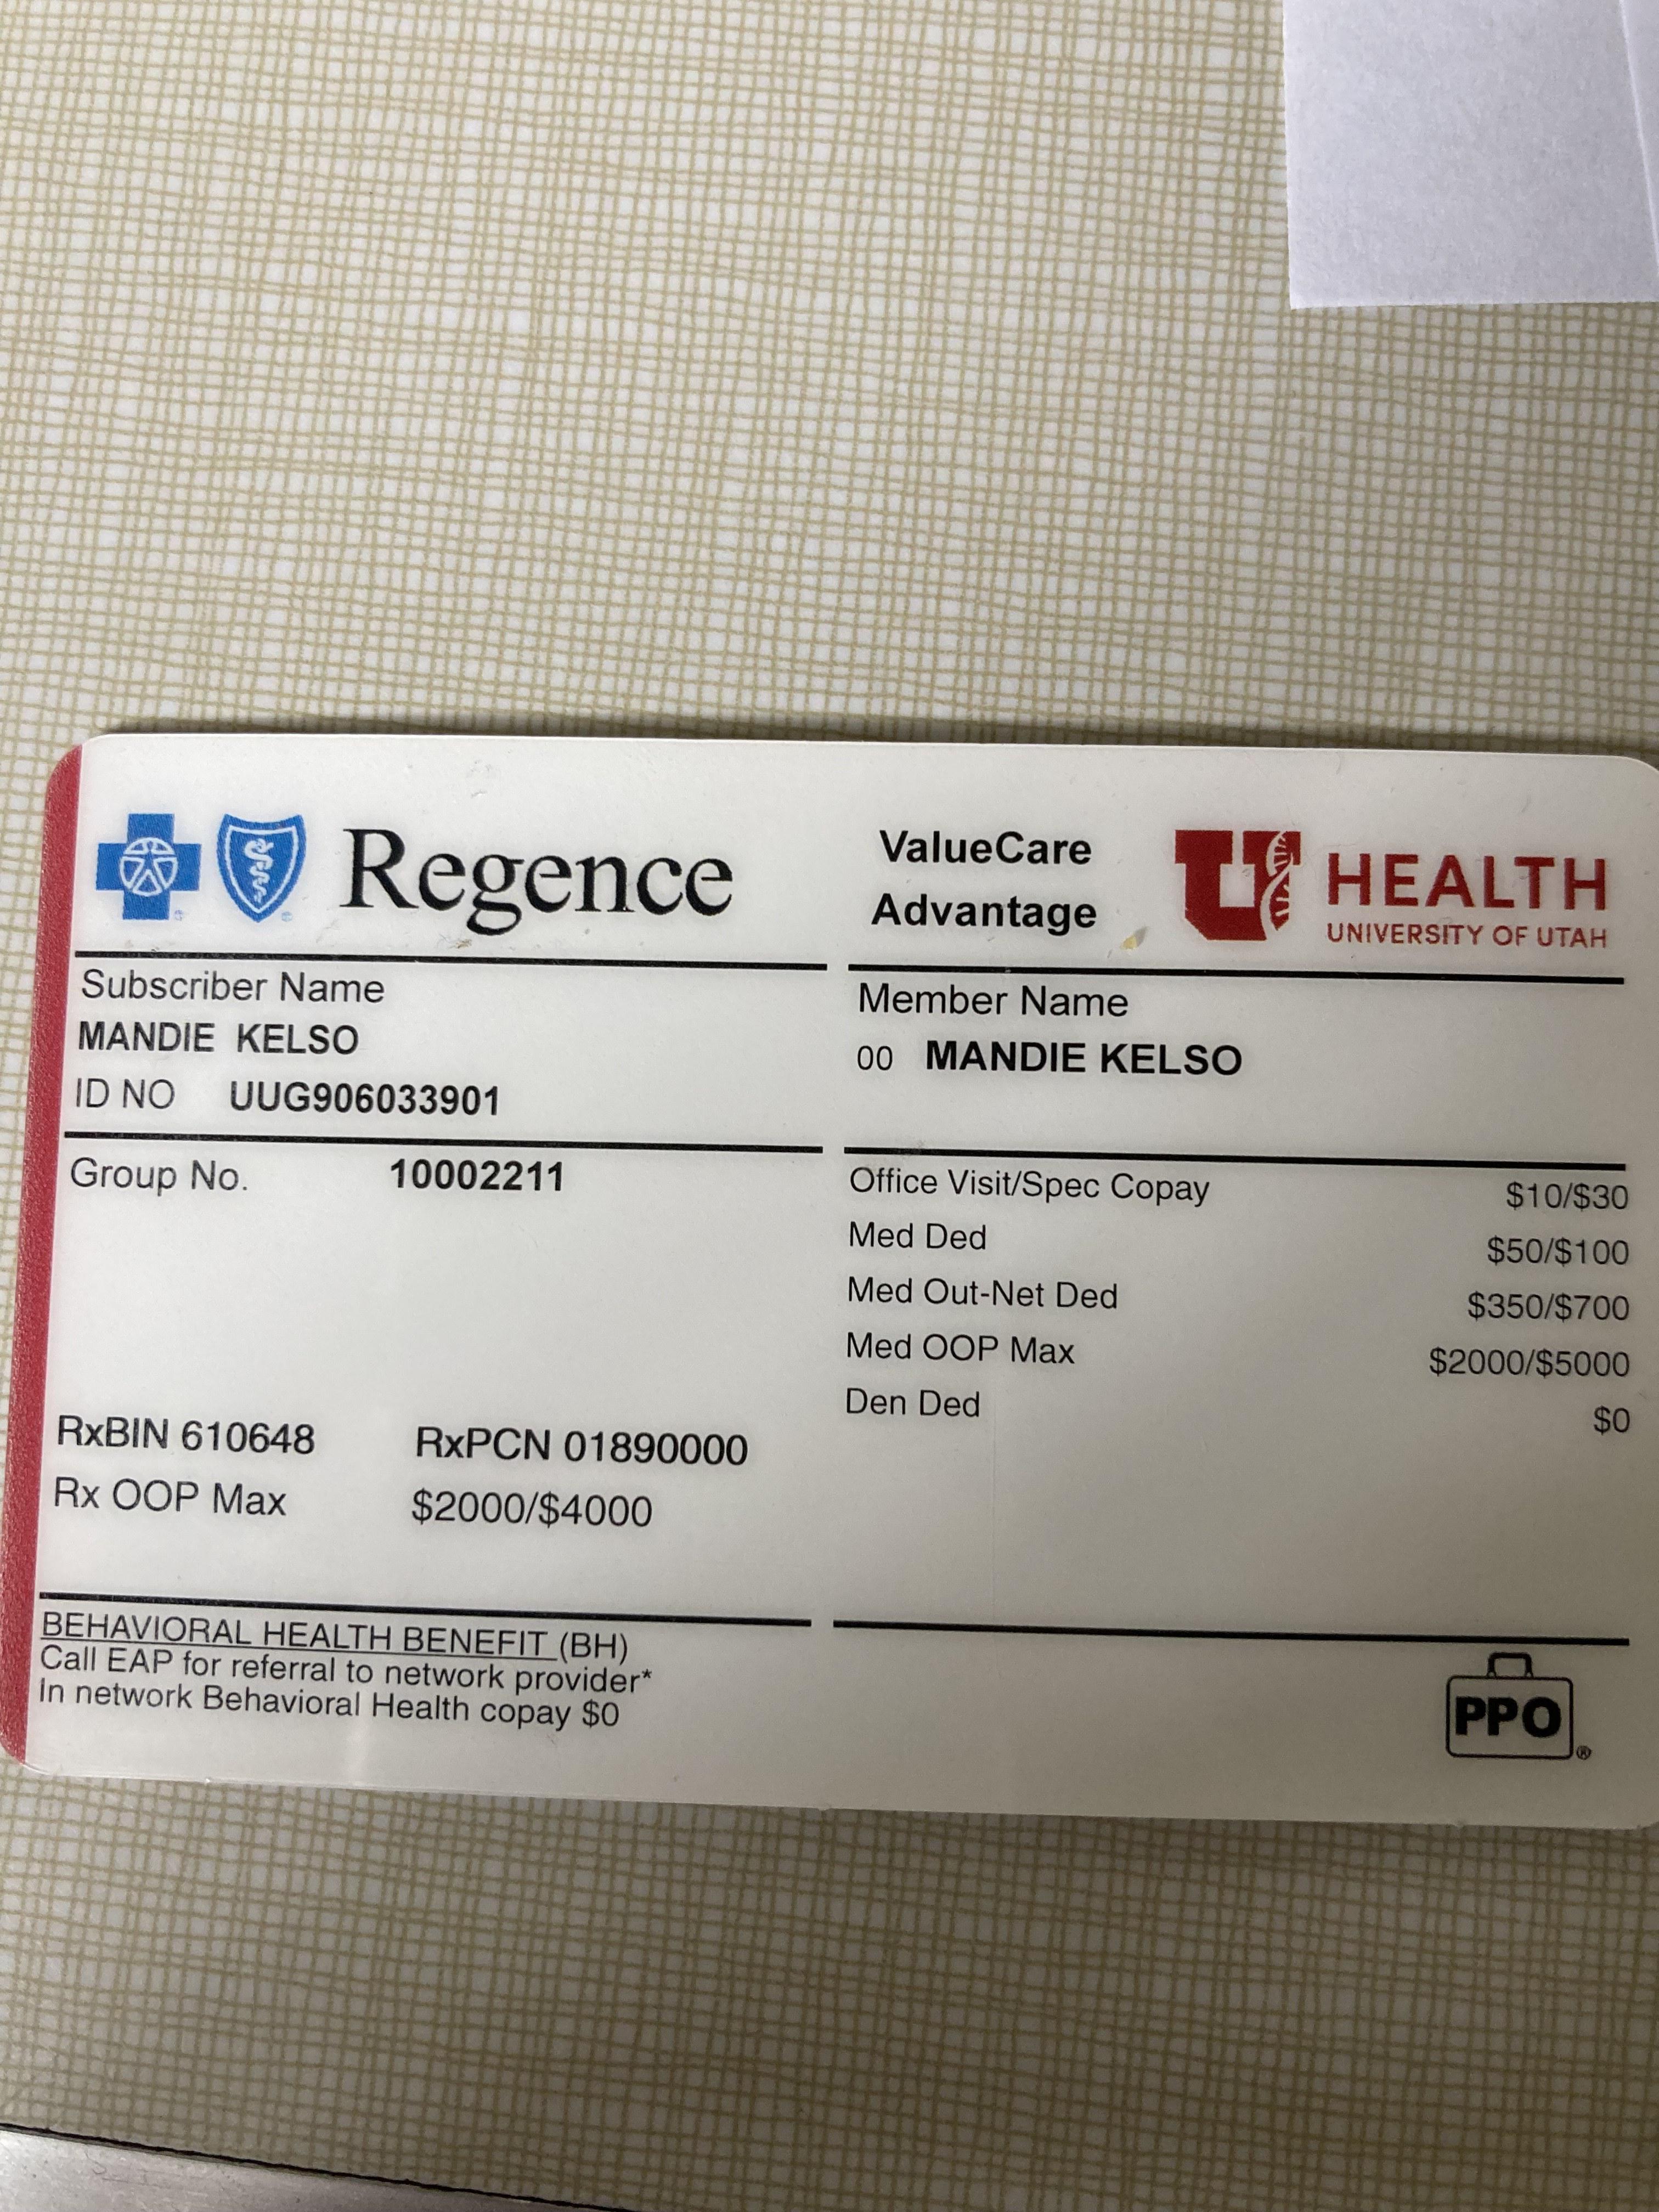 Regence
ValueCare
Advantage
U HEALTH
UNIVERSITY OF UTAH
Subscriber Name
MANDIE KELSO
ID NO UUG906033901
Member Name
00 MANDIE KELSO
Group No. 10002211
RxBIN 610648 RxPCN 01890000
Rx OOP Max $2000/$4000
Office Visit/Spec Copay $10/$30
Med Ded $50/$100
Med Out-Net Ded $350/$700
Med OOP Max $2000/$5000
Den Ded $0
BEHAVIORAL HEALTH BENEFIT (BH)
Call EAP for referral to network provider*
In network Behavioral Health copay $0
PPO®